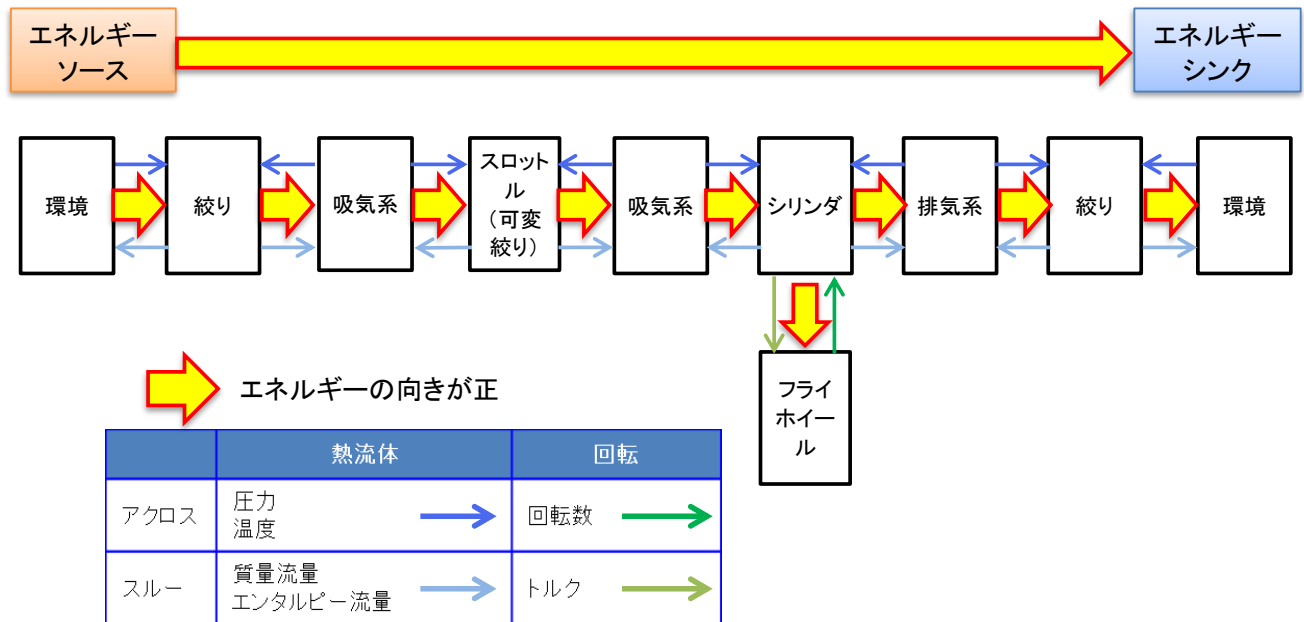 エネルギー
ソース
エネルギー
シンク
環境
絞り
吸気系
スロット
ル
(可変
絞り)
吸気系
シリンダ
排気系
絞り
環境
フライ
ホイー
ル
エネルギーの向きが正
熱流体
回転
アクロス
圧力
温度
回転数
スルー
質量流量
エンタルピー流量
トルク